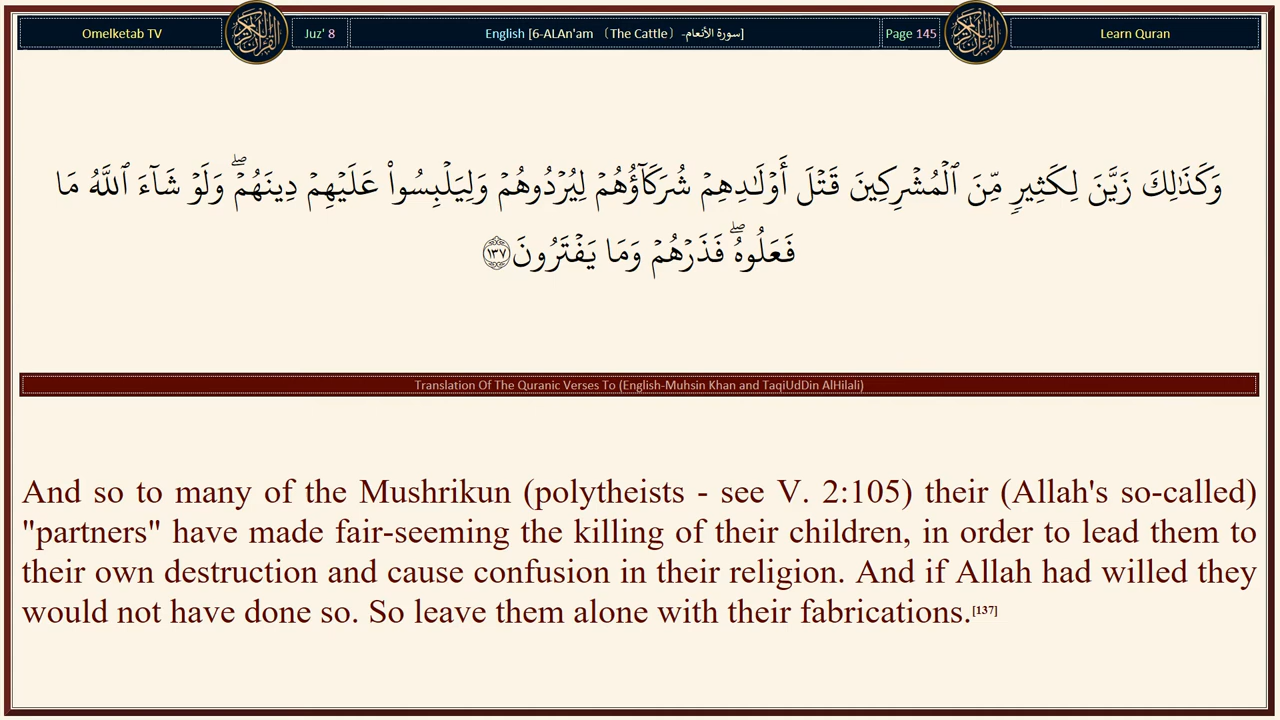 Omelketab TV
Juz' 8
English [6-ALAn'am （The Cattle） -سورة الأنعام]
Page 145
Learn Quran
وَكَذَٰلِكَ زَيَّنَ لِكَثِيرٖ مِّنَ ٱلۡمُشۡرِكِينَ قَتۡلَ أَوۡلَٰدِهِمۡ شُرَكَآؤُهُمۡ لِيُرۡدُوهُمۡ وَلِيَلۡبِسُواْ عَلَيۡهِمۡ دِينَهُمۡۖ وَلَوۡ شَآءَ ٱللَّهُ مَا
فَعَلُوهُۖ فَذَرۡهُمۡ وَمَا يَفۡتَرُونَ ١٣٧
Translation Of The Quranic Verses To (English-Muhsin Khan and TaqiUdDin AlHilali)
And so to many of the Mushrikun (polytheists - see V. 2:105) their (Allah's so-called)
"partners" have made fair-seeming the killing of their children, in order to lead them to
their own destruction and cause confusion in their religion. And if Allah had willed they
would not have done so. So leave them alone with their fabrications.[137]